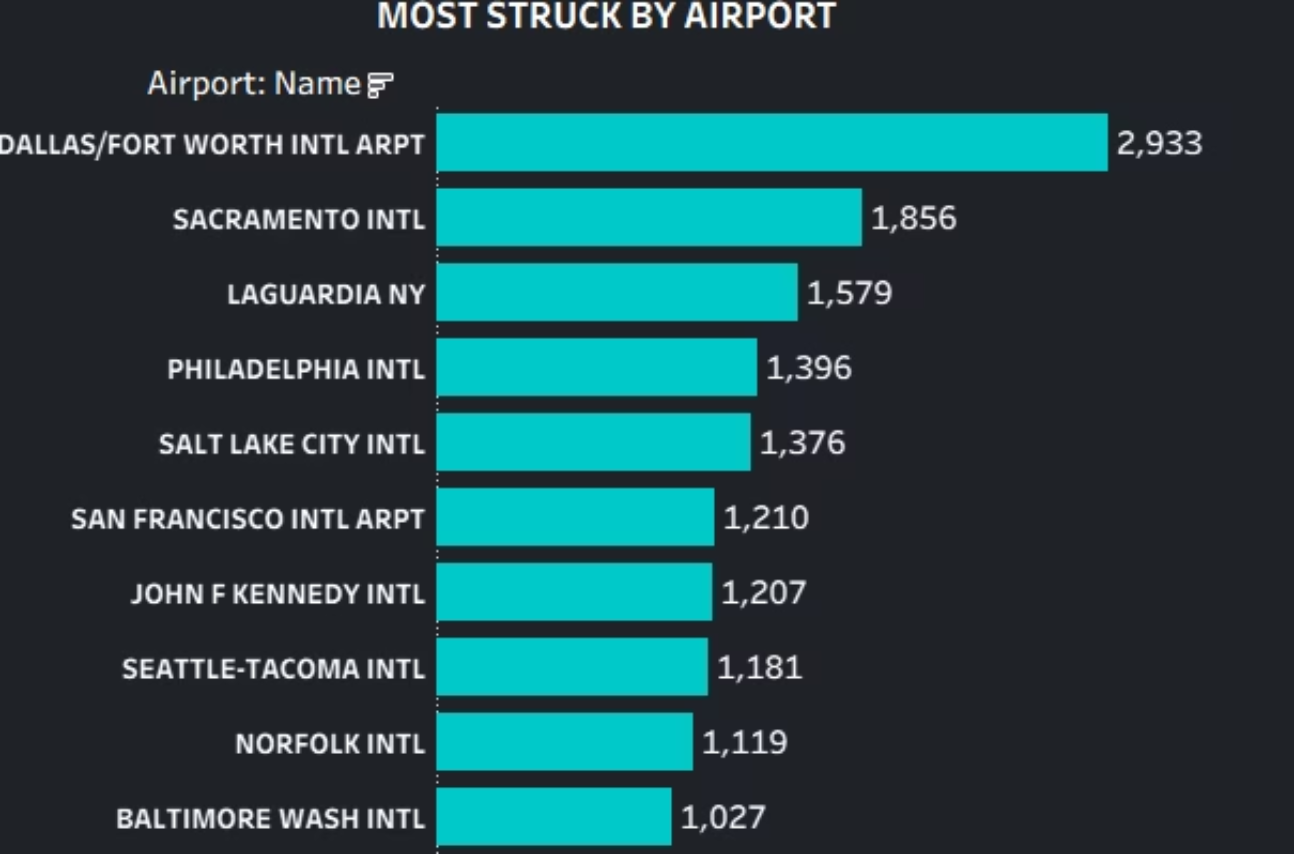 MOST STRUCK BY AIRPORT
Airport: Name
DALLAS/FORT WORTH INTL ARPT 2,933
SACRAMENTO INTL 1,856
LAGUARDIA NY 1,579
PHILADELPHIA INTL 1,396
SALT LAKE CITY INTL 1,376
SAN FRANCISCO INTL ARPT 1,210
JOHN F KENNEDY INTL 1,207
SEATTLE-TACOMA INTL 1,181
NORFOLK INTL 1,119
BALTIMORE WASH INTL 1,027